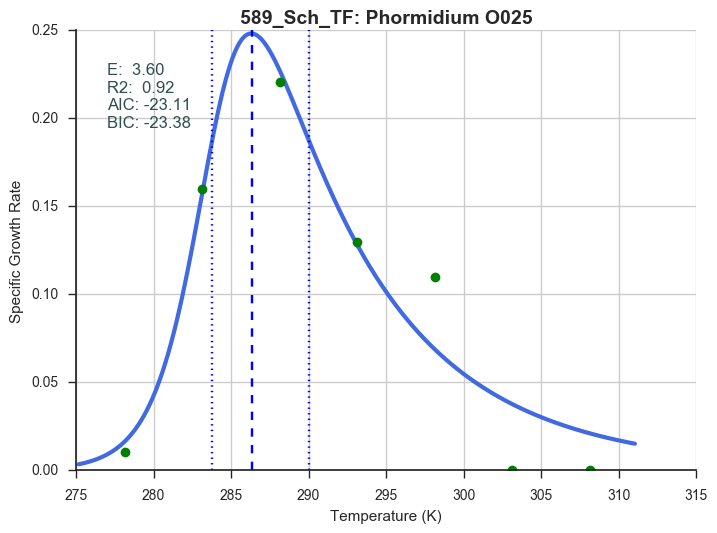 589_Sch_TF: Phormidium O025
E:  3.60
R2:  0.92
AIC: -23.11
BIC: -23.38
Specific Growth Rate
0.25
0.20
0.15
0.10
0.05
0.00
275 280 285 290 295 300 305 310 315
Temperature (K)